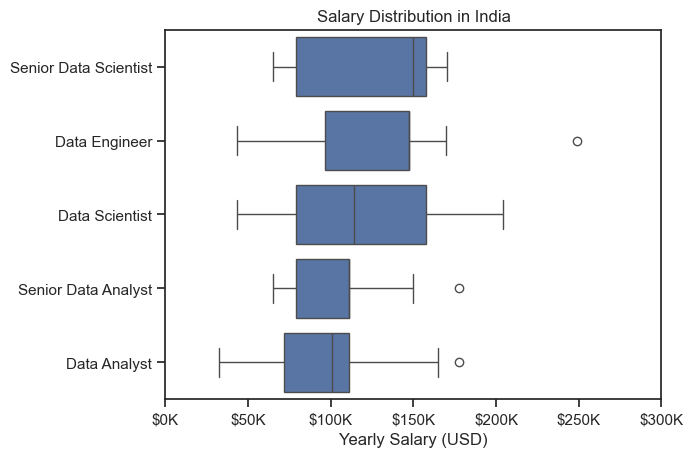 Salary Distribution in India
Senior Data Scientist
Data Engineer
Data Scientist
Senior Data Analyst
Data Analyst
$0K $50K $100K $150K $200K $250K $300K
Yearly Salary (USD)